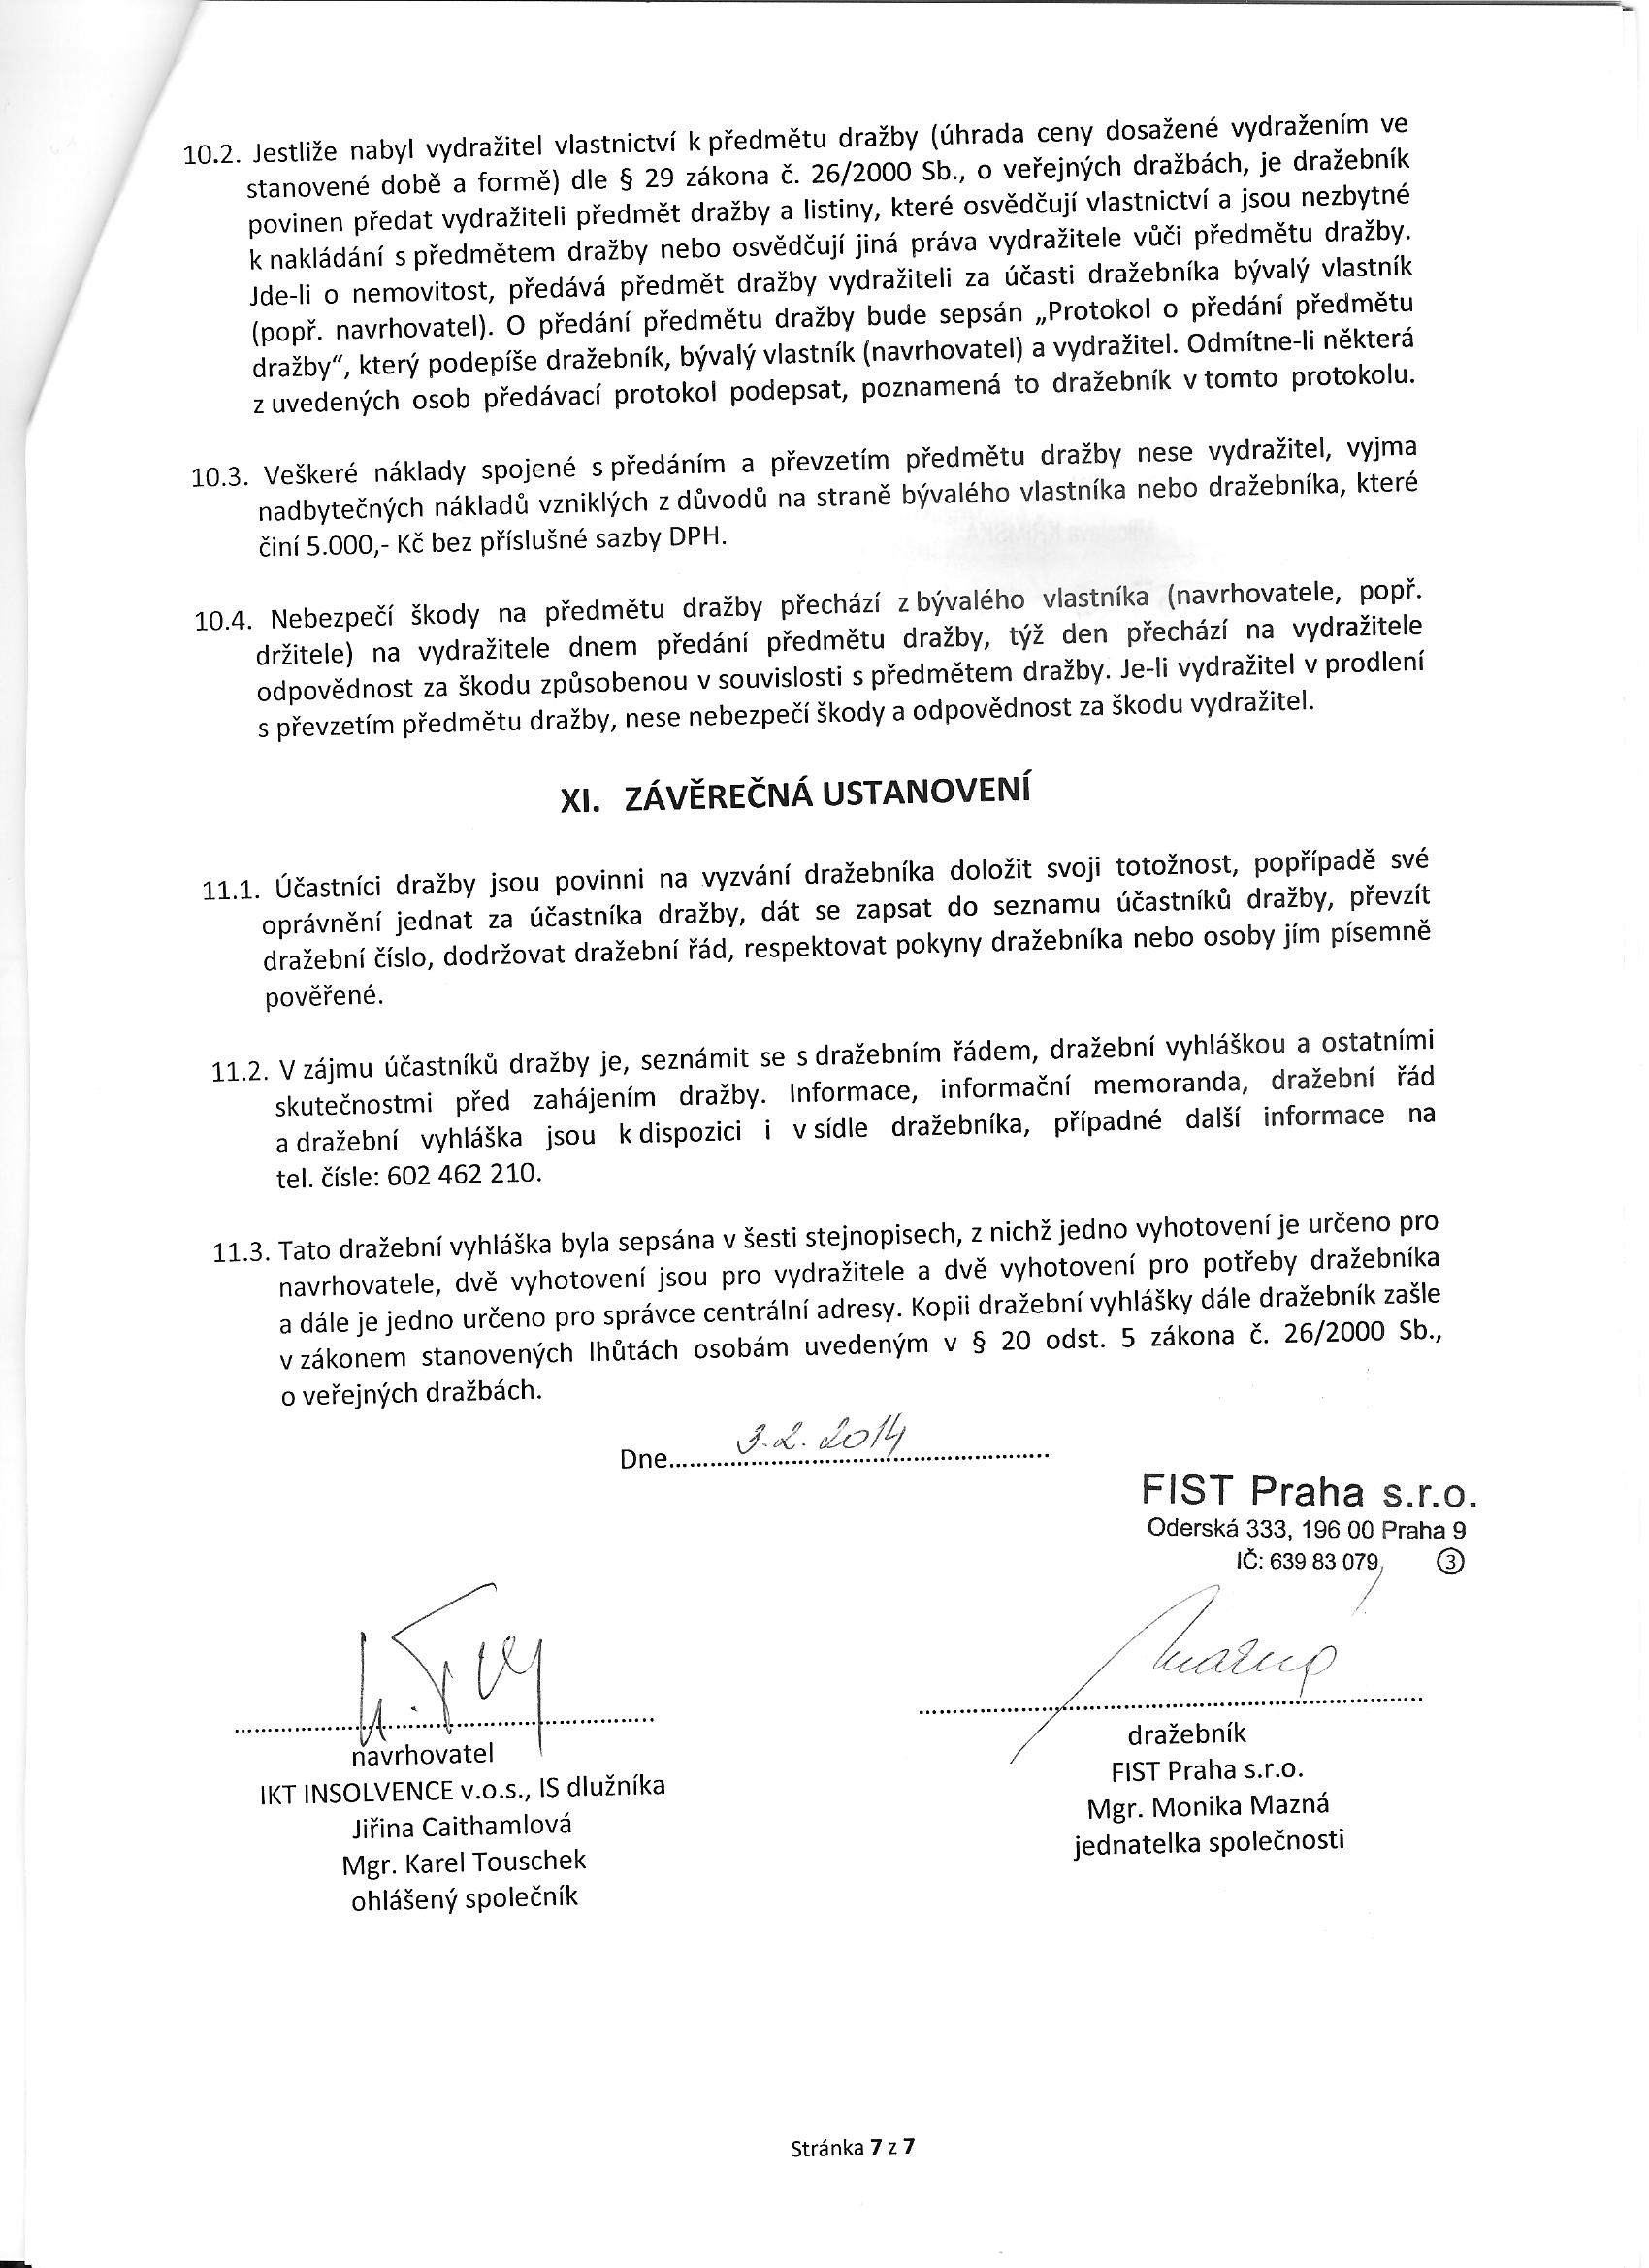 10.2. Jestliže nabyl vydražitel vlastnictví k předmětu dražby (úhrada ceny dosažené vydražením ve
stanovené době a formě) dle § 29 zákona č. 26/2000 Sb., o veřejných dražbách, je dražebník
povinen předat vydražiteli předmět dražby a listiny, které osvědčují vlastnictví a jsou nezbytné
k nakládání s předmětem dražby nebo osvědčují jiná práva vydražitele vůči předmětu dražby.
Jde-li o nemovitost, předává předmět dražby vydražiteli za účasti dražebníka bývalý vlastník
(popř. navrhovatel). O předání předmětu dražby bude sepsán „Protokol o předání předmětu
dražby“, který podepíše dražebník, bývalý vlastník (navrhovatel) a vydražitel. Odmítne-li některá
z uvedených osob předávací protokol podepsat, poznamená to dražebník v tomto protokolu.
10.3. Veškeré náklady spojené s předáním a převzetím předmětu dražby nese vydražitel, vyjma
nadbytečných nákladů vzniklých z důvodů na straně bývalého vlastníka nebo dražebníka, které
činí 5.000,- Kč bez příslušné sazby DPH.
10.4. Nebezpečí škody na předmětu dražby přechází z bývalého vlastníka (navrhovatele, popř.
držitele) na vydražitele dnem předání předmětu dražby, týž den přechází na vydražitele
odpovědnost za škodu způsobenou v souvislosti s předmětem dražby. Je-li vydražitel v prodlení
s převzetím předmětu dražby, nese nebezpečí škody a odpovědnost za škodu vydražitel.
XI. ZÁVĚREČNÁ USTANOVENÍ
11.1. Účastníci dražby jsou povinni na vyzvání dražebníka doložit svoji totožnost, popřípadě své
oprávnění jednat za účastníka dražby, dát se zapsat do seznamu účastníků dražby, převzít
dražební číslo, dodržovat dražební řád, respektovat pokyny dražebníka nebo osoby jím písemně
pověřené.
11.2. V zájmu účastníků dražby je, seznámit se s dražebním řádem, dražební vyhláškou a ostatními
skutečnostmi před zahájením dražby. Informace, informační memoranda, dražební řád
a dražební vyhláška jsou k dispozici i v sídle dražebníka, případné další informace na
tel. čísle: 602 462 210.
11.3. Tato dražební vyhláška byla sepsána v šesti stejnopisech, z nichž jedno vyhotovení je určeno pro
navrhovatele, dvě vyhotovení jsou pro vydražitele a dvě vyhotovení pro potřeby dražebníka
a dále je jedno určeno pro správce centrální adresy. Kopii dražební vyhlášky dále dražebník zašle
v zákonem stanovených lhůtách osobám uvedeným v § 20 odst. 5 zákona č. 26/2000 Sb.,
o veřejných dražbách.
Dne 3.2.2014
FIST Praha s.r.o.
Oderská 333, 196 00 Praha 9
IČ: 639 83 079 ③
navrhovatel
IKT INSOLVENCE v.o.s., IS dlužníka
Jiřina Caithamlová
Mgr. Karel Touschek
ohlášený společník
dražebník
FIST Praha s.r.o.
Mgr. Monika Mazná
jednatelka společnosti
Stránka 7 z 7